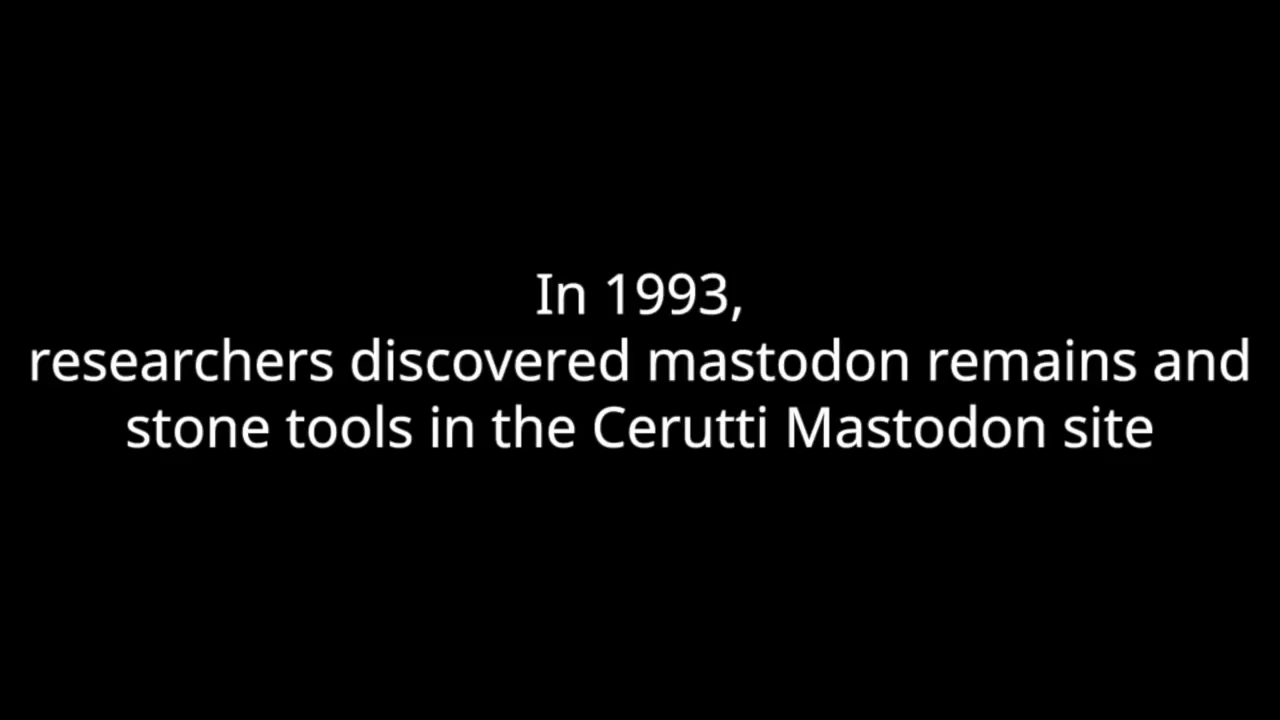 In 1993,
researchers discovered mastodon remains and
stone tools in the Cerutti Mastodon site